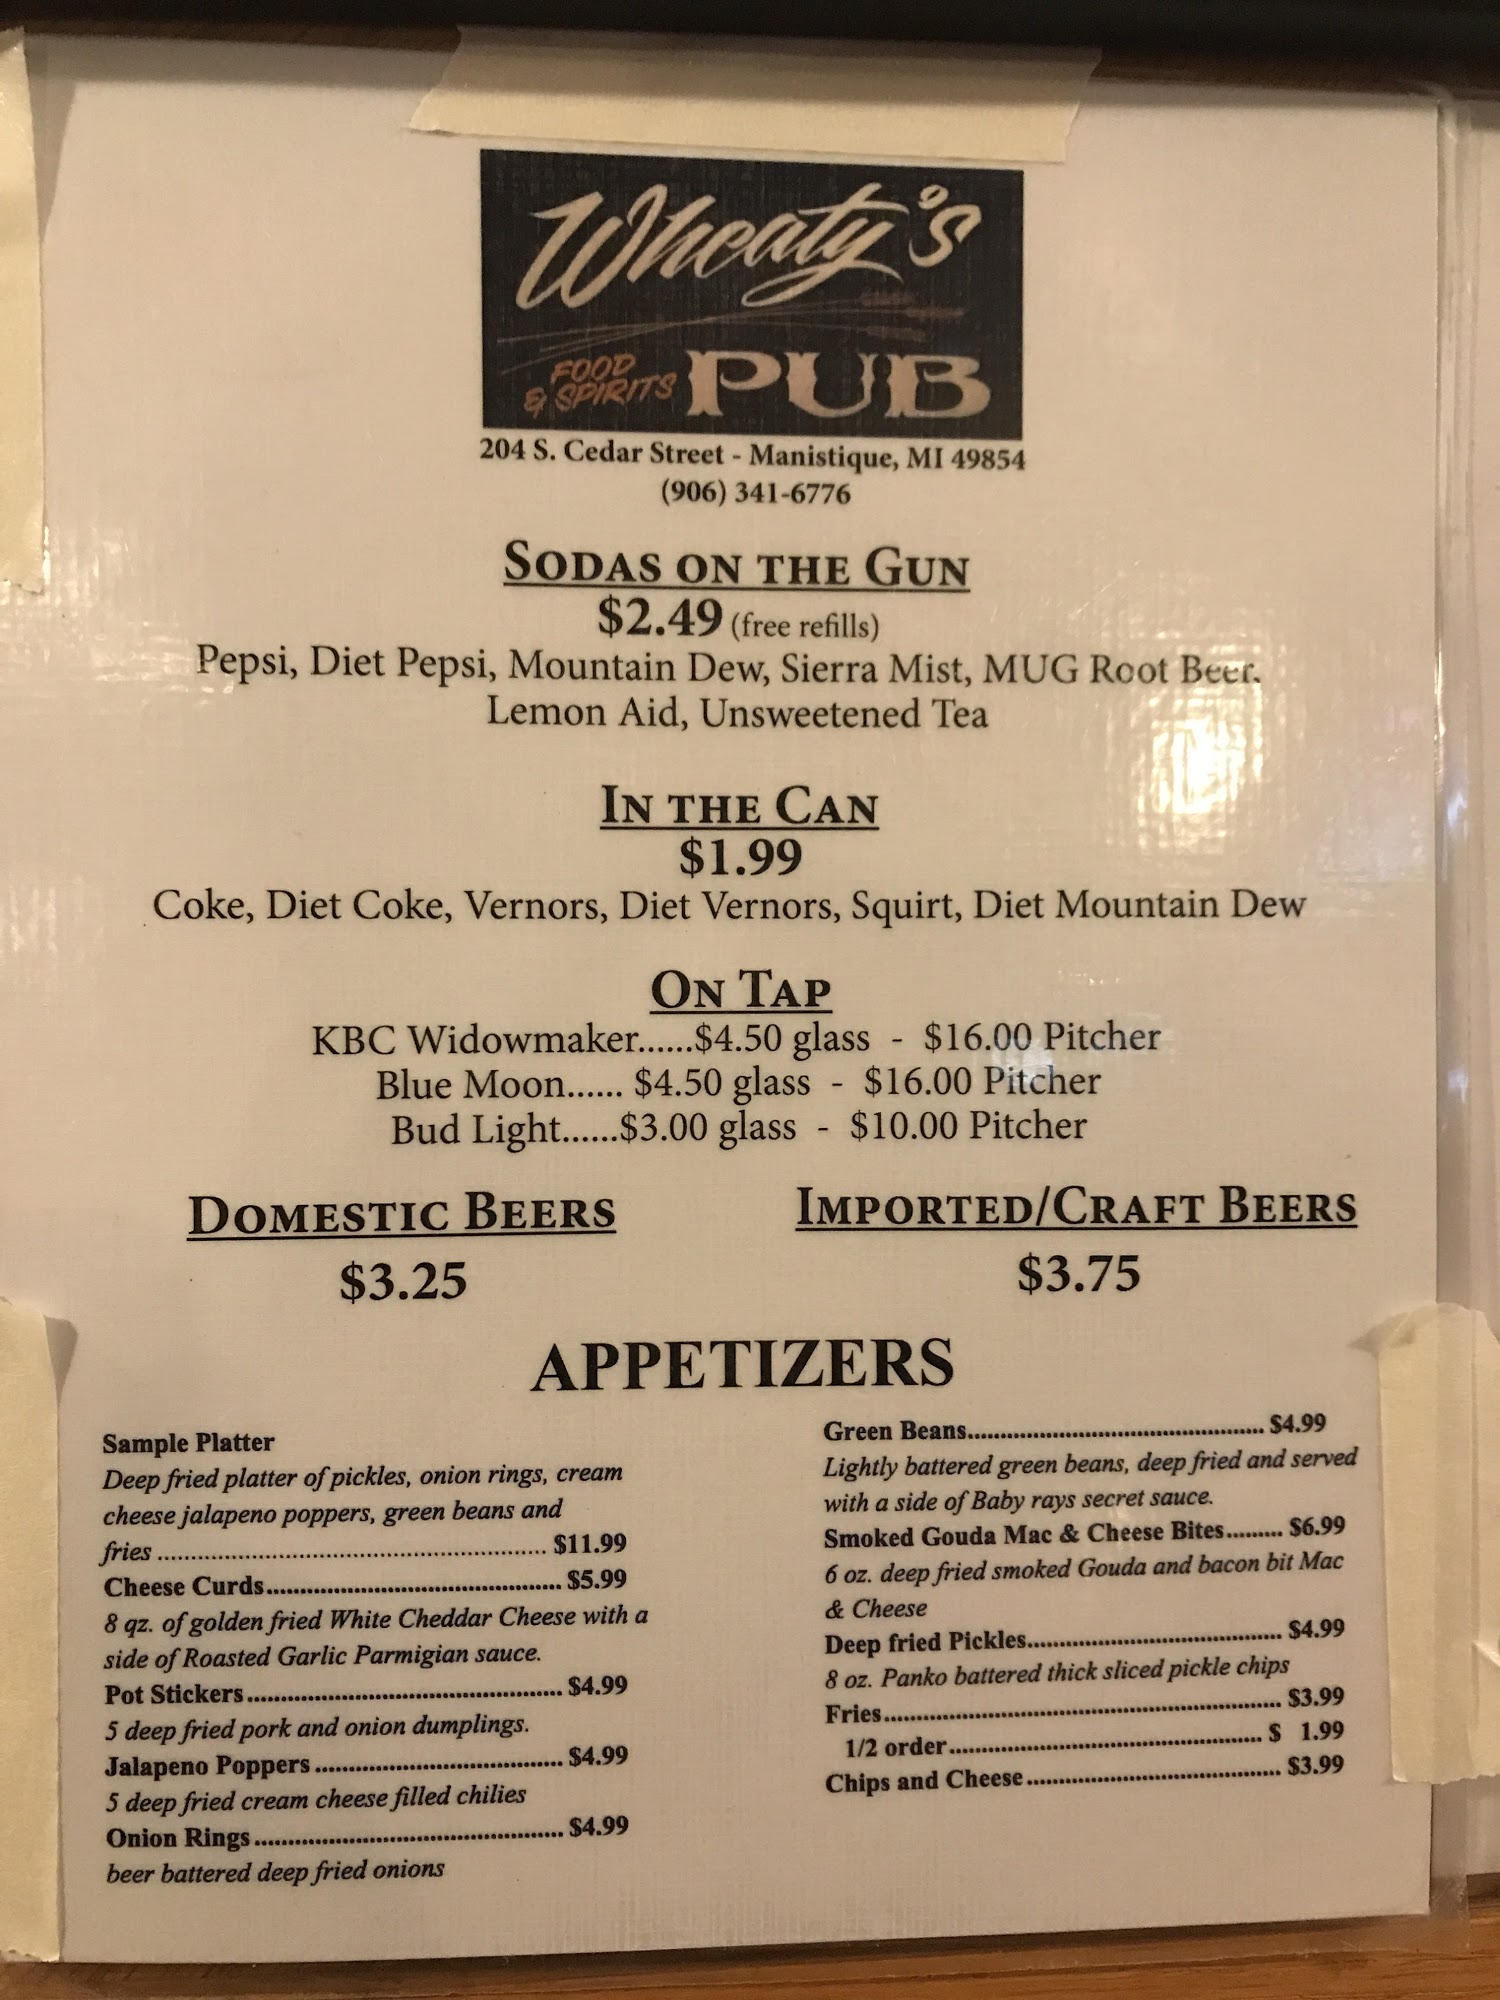 Wheaty's
FOOD
& SPIRITS PUB
204 S. Cedar Street - Manistique, MI 49854
(906) 341-6776
SODAS ON THE GUN
$2.49 (free refills)
Pepsi, Diet Pepsi, Mountain Dew, Sierra Mist, MUG Root Beer.
Lemon Aid, Unsweetened Tea
IN THE CAN
$1.99
Coke, Diet Coke, Vernors, Diet Vernors, Squirt, Diet Mountain Dew
ON TAP
KBC Widowmaker......$4.50 glass - $16.00 Pitcher
Blue Moon...... $4.50 glass - $16.00 Pitcher
Bud Light......$3.00 glass - $10.00 Pitcher
DOMESTIC BEERS
$3.25
IMPORTED/CRAFT BEERS
$3.75
APPETIZERS
Sample Platter
Deep fried platter of pickles, onion rings, cream
cheese jalapeno poppers, green beans and
fries .......................................................... $11.99
Cheese Curds............................................ $5.99
8 qz. of golden fried White Cheddar Cheese with a
side of Roasted Garlic Parmigian sauce.
Pot Stickers............................................... $4.99
5 deep fried pork and onion dumplings.
Jalapeno Poppers ..................................... $4.99
5 deep fried cream cheese filled chilies
Onion Rings.............................................. $4.99
beer battered deep fried onions
Green Beans............................................. $4.99
Lightly battered green beans, deep fried and served
with a side of Baby rays secret sauce.
Smoked Gouda Mac & Cheese Bites......... $6.99
6 oz. deep fried smoked Gouda and bacon bit Mac
& Cheese
Deep fried Pickles...................................... $4.99
8 oz. Panko battered thick sliced pickle chips
Fries............................................................ $3.99
1/2 order............................................... $ 1.99
Chips and Cheese...................................... $3.99